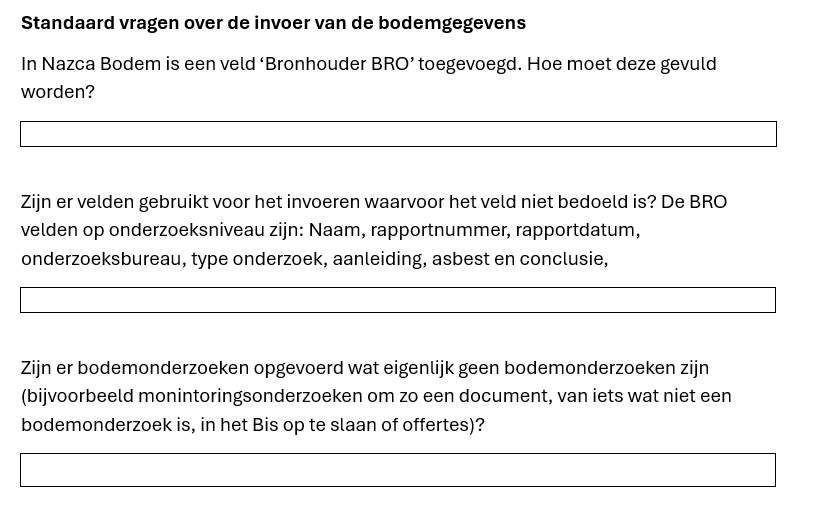 Standaard vragen over de invoer van de bodemgegevens
In Nazca Bodem is een veld ‘Bronhouder BRO’ toegevoegd. Hoe moet deze gevuld
worden?
Zijn er velden gebruikt voor het invoeren waarvoor het veld niet bedoeld is? De BRO
velden op onderzoeksniveau zijn: Naam, rapportnummer, rapportdatum,
onderzoeksbureau, type onderzoek, aanleiding, asbest en conclusie,
Zijn er bodemonderzoeken opgevoerd wat eigenlijk geen bodemonderzoeken zijn
(bijvoorbeeld monintoringsonderzoeken om zo een document, van iets wat niet een
bodemonderzoek is, in het Bis op te slaan of offertes)?